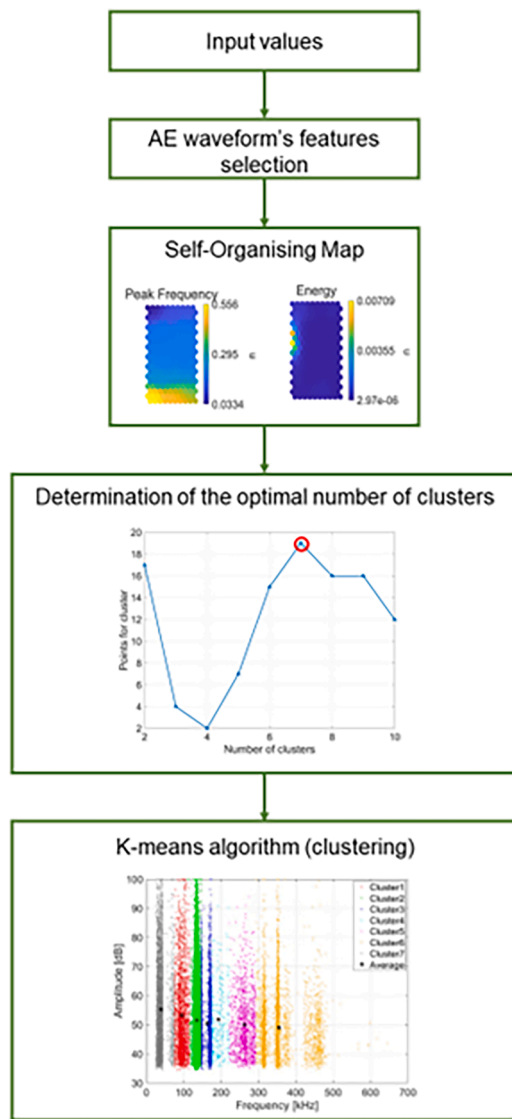 Input values
AE waveform's features
selection
Self-Organising Map
Peak Frequency
0.556
0.295
0.0334
Energy
0.00709
0.00355
2.97e-06
Determination of the optimal number of clusters
20
18
16
14
12
10
8
6
4
2
Points for cluster
2
4
6
8
10
Number of clusters
K-means algorithm (clustering)
100
90
80
70
60
50
40
30
Amplitude [dB]
Cluster1
Cluster2
Cluster3
Cluster4
Cluster5
Cluster6
Cluster7
Average
0
100
200
300
400
500
600
700
Frequency [kHz]